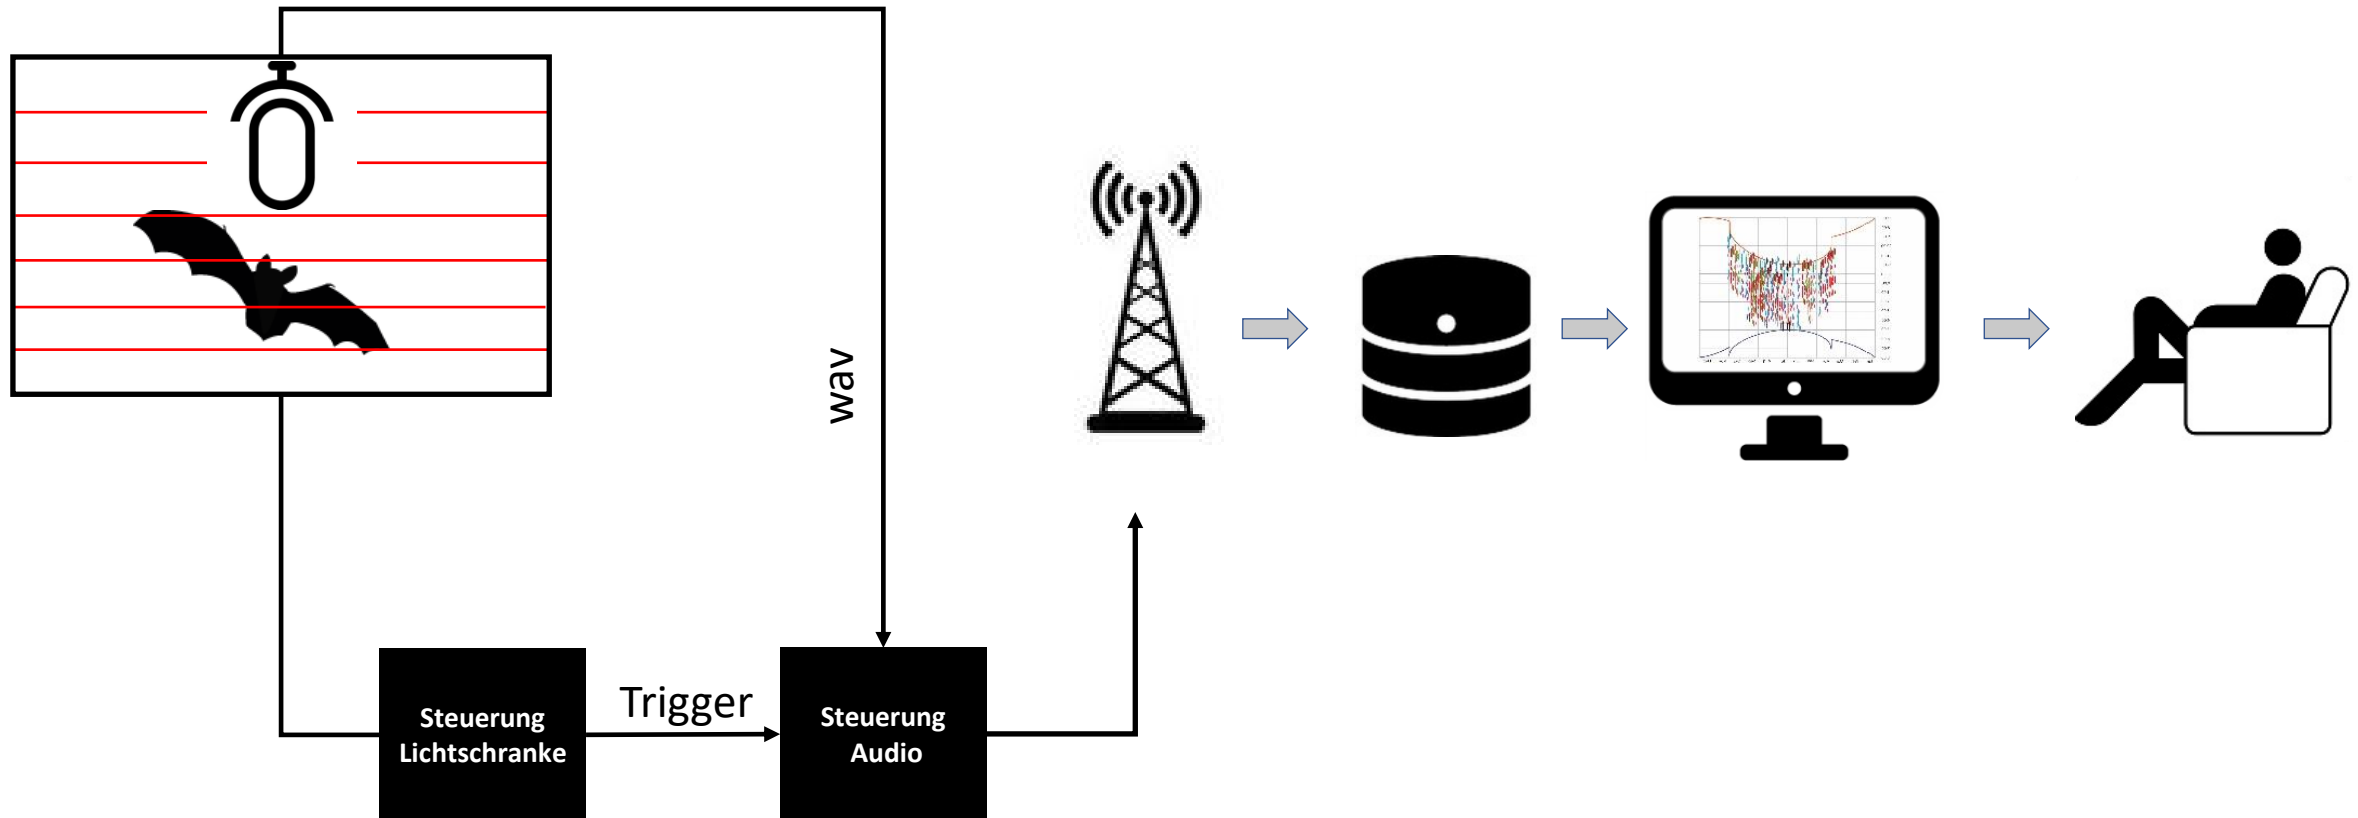 wav
Steuerung
Lichtschranke
Trigger
Steuerung
Audio